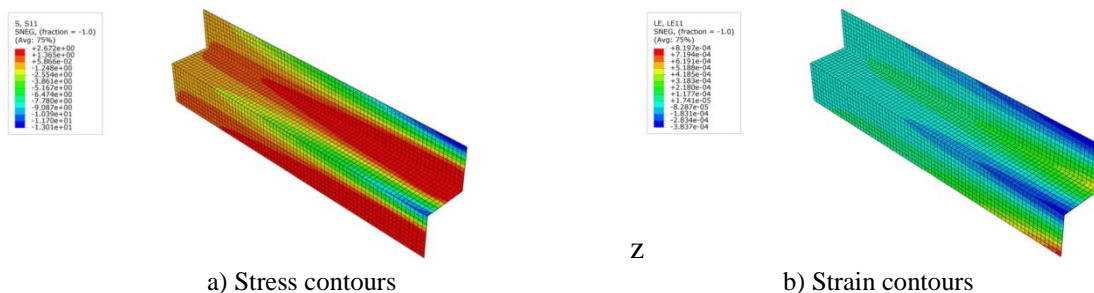 S, S11
SNEG, (fraction = -1.0)
(Avg: 75%)
+2.672e+00
+1.365e+00
+5.866e-02
-1.248e+00
-2.554e+00
-3.861e+00
-5.167e+00
-6.474e+00
-7.780e+00
-9.087e+00
-1.039e+01
-1.170e+01
-1.301e+01
a) Stress contours
LE, LE11
SNEG, (fraction = -1.0)
(Avg: 75%)
+8.197e-04
+7.194e-04
+6.191e-04
+5.188e-04
+4.185e-04
+3.183e-04
+2.180e-04
+1.177e-04
+1.741e-05
-8.287e-05
-1.831e-04
-2.834e-04
-3.837e-04
z
b) Strain contours